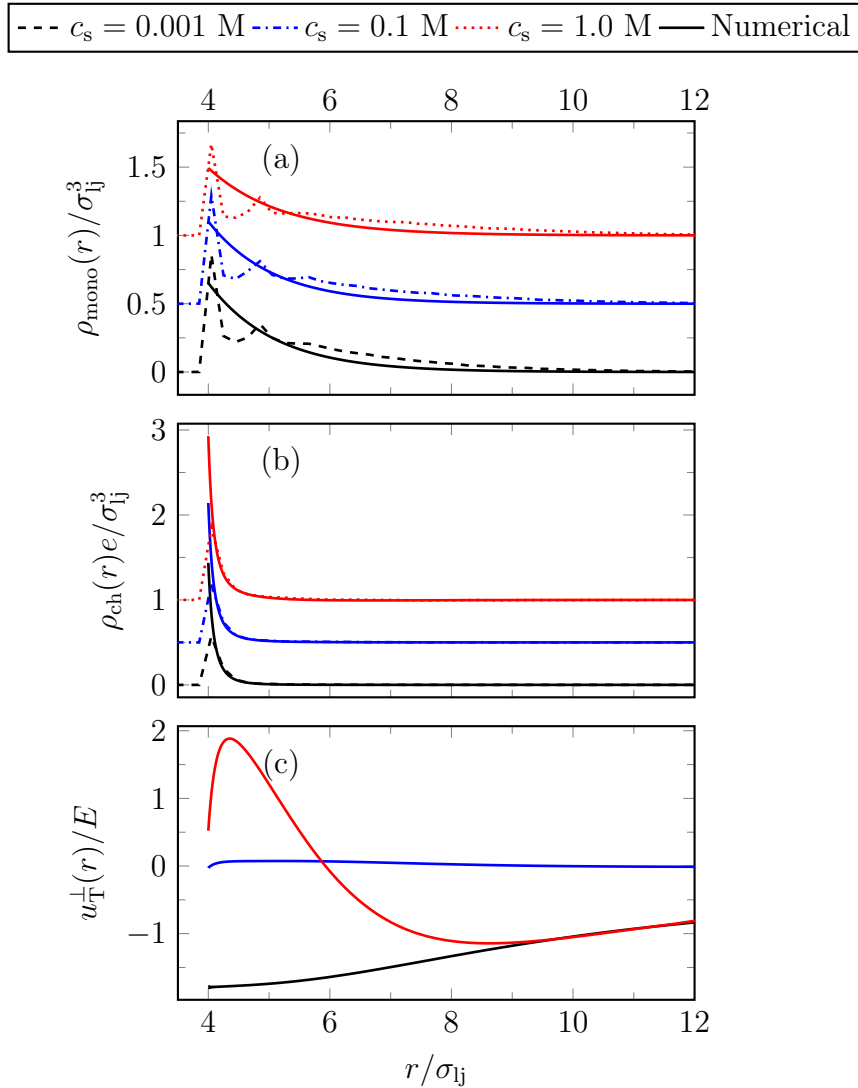 c_s = 0.001 M c_s = 0.1 M c_s = 1.0 M Numerical
4 6 8 10 12
(a)
1.5
1
0.5
0
ρ_mono(r)/σ_lj^3
(b)
3
2
1
0
ρ_ch(r)e/σ_lj^3
(c)
2
1
0
−1
u_T^⊥(r)/E
4 6 8 10 12
r/σ_lj